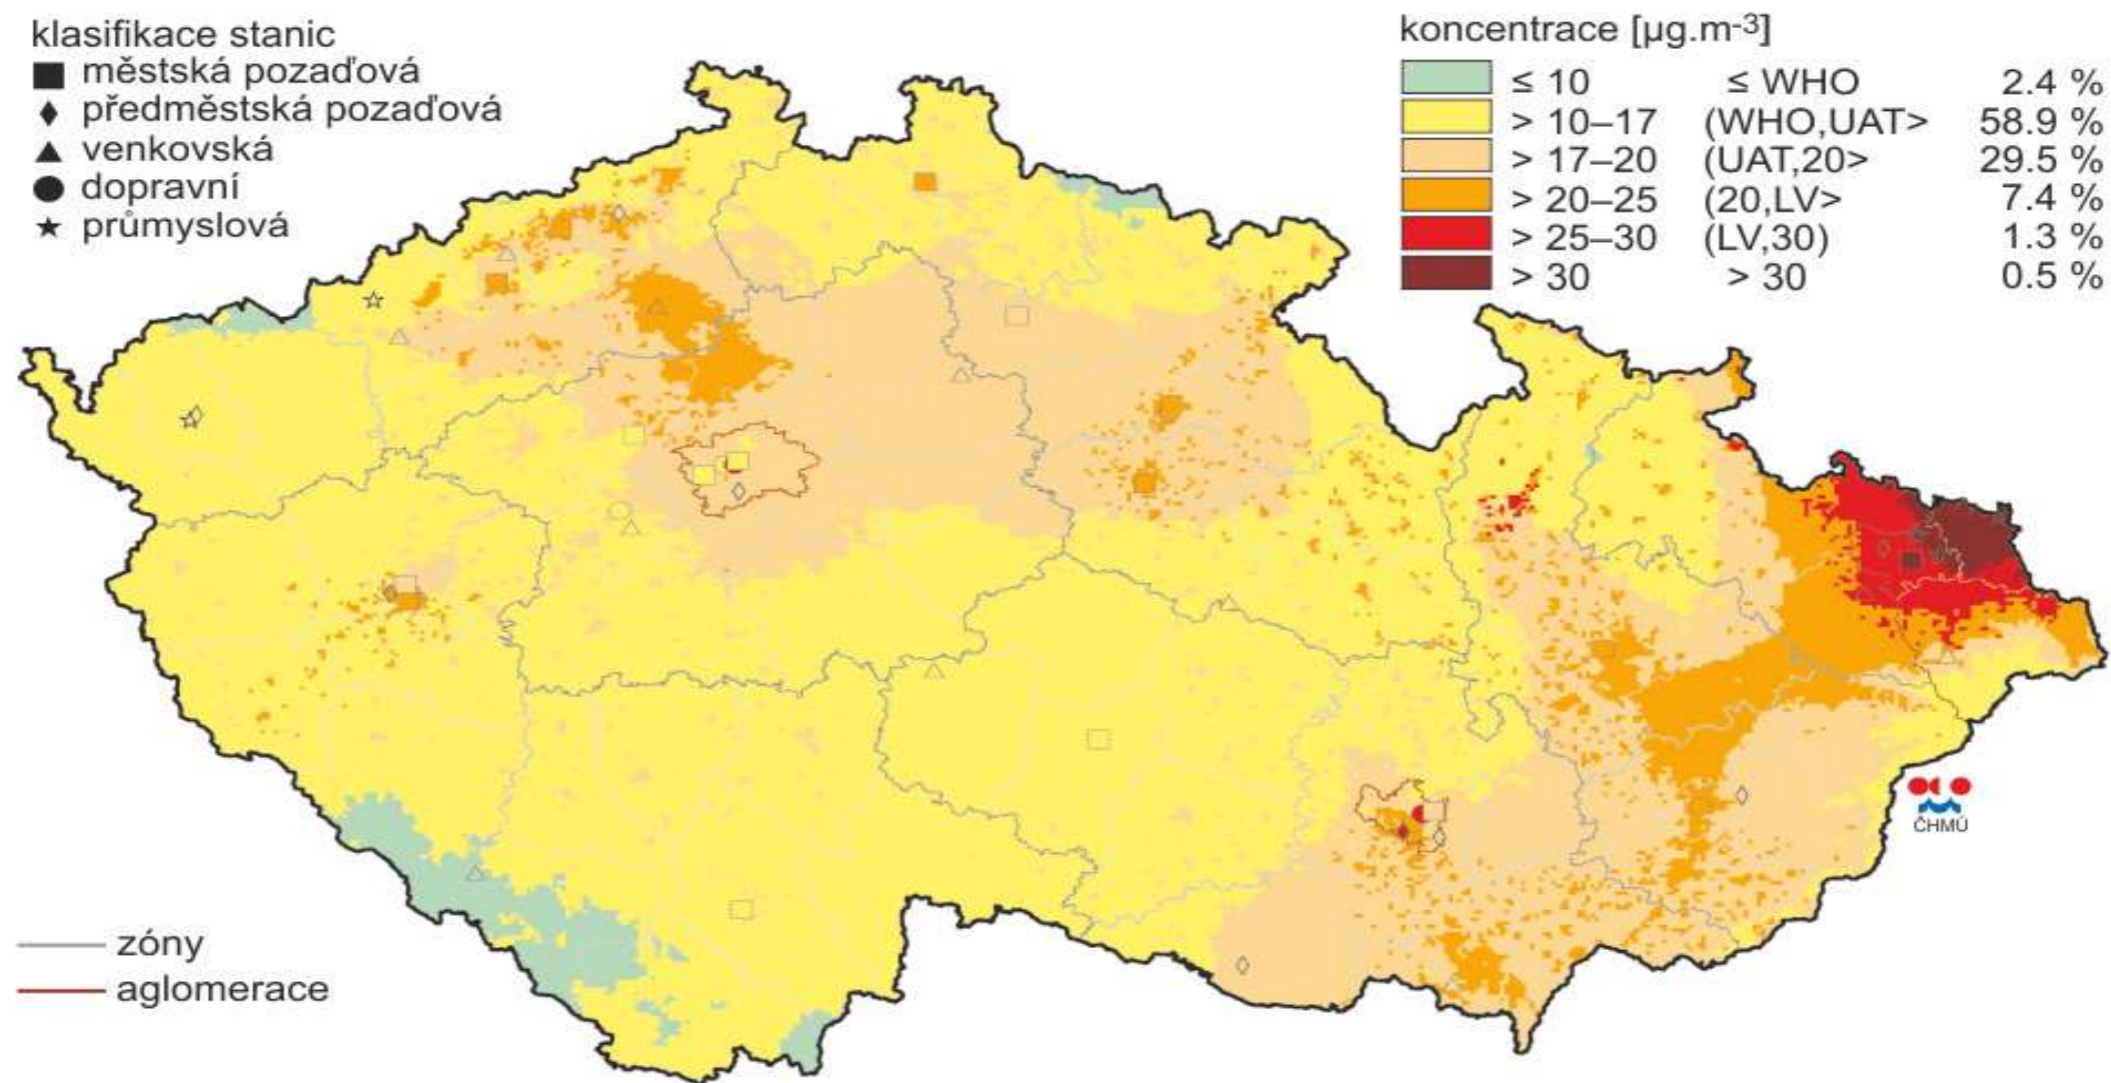 klasifikace stanic
městská pozaďová
předměstská pozaďová
venkovská
dopravní
průmyslová
koncentrace [µg.m-3]
≤ 10 ≤ WHO 2.4 %
> 10–17 (WHO,UAT> 58.9 %
> 17–20 (UAT,20> 29.5 %
> 20–25 (20,LV> 7.4 %
> 25–30 (LV,30) 1.3 %
> 30 > 30 0.5 %
ČHMÚ
zóny
aglomerace